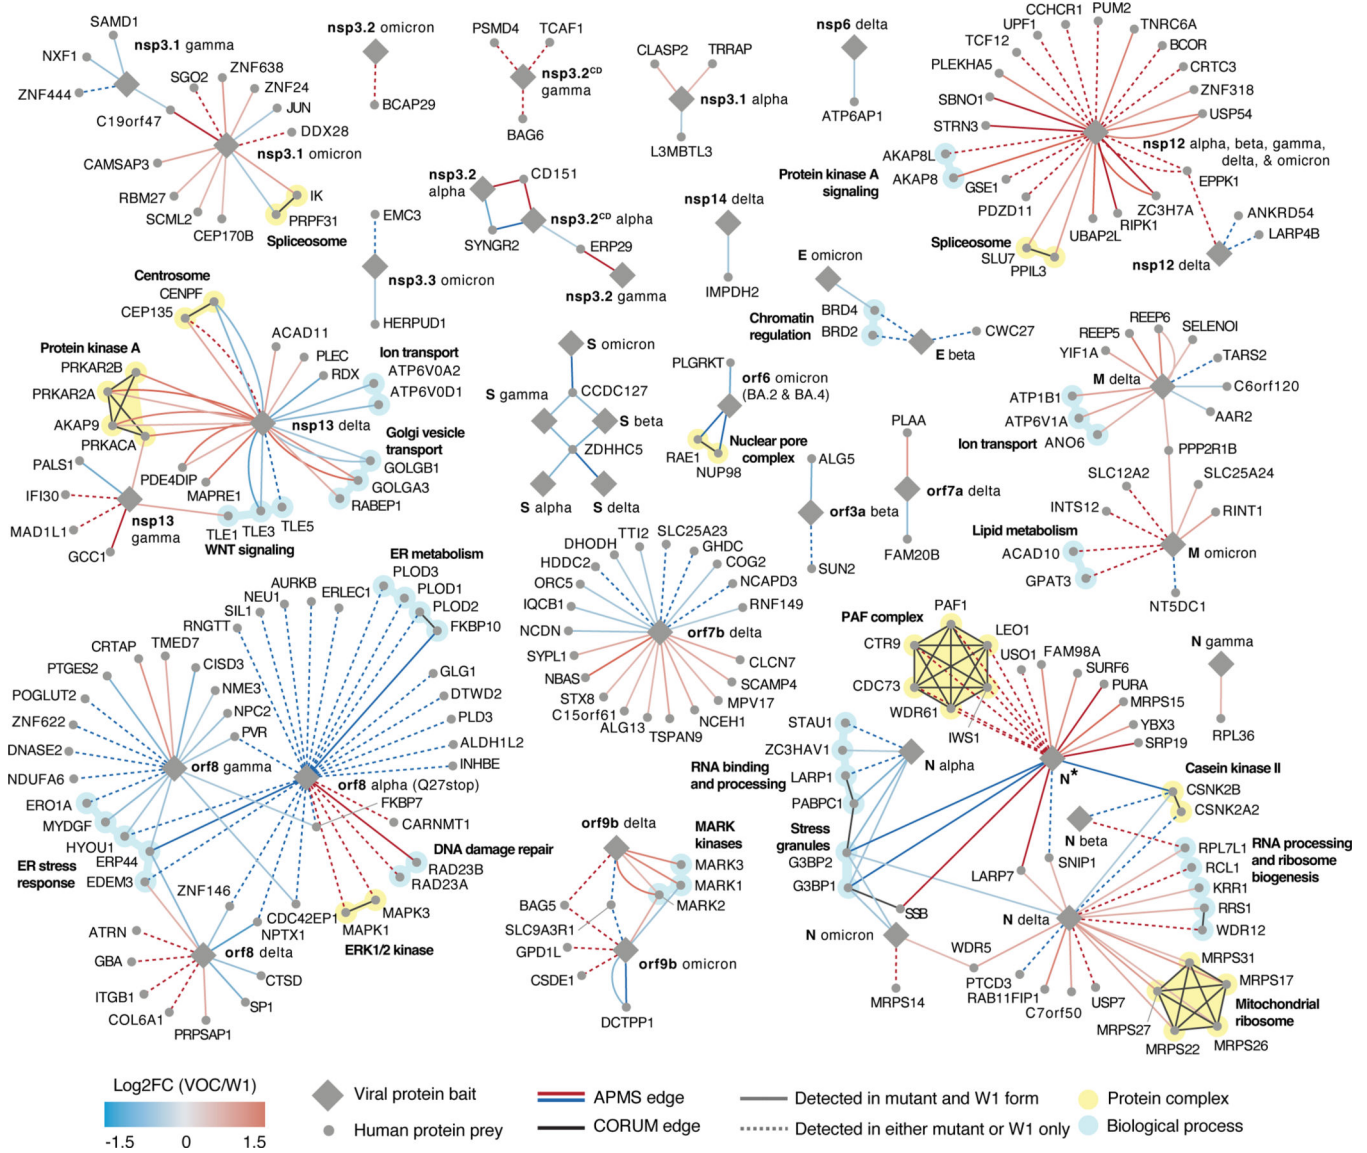 SAMD1
NXF1
nsp3.1 gamma
ZNF444
SGO2
ZNF638
ZNF24
C19orf47
JUN
DDX28
nsp3.1 omicron
CAMSAP3
RBM27
IK
SCML2
PRPF31
CEP170B
Spliceosome
nsp3.2 omicron
BCAP29
PSMD4
TCAF1
nsp3.2CD
gamma
BAG6
CLASP2
TRRAP
nsp3.1 alpha
L3MBTL3
nsp6 delta
ATP6AP1
CCHCR1
PUM2
UPF1
TNRC6A
TCF12
BCOR
PLEKHA5
CRTC3
SBNO1
ZNF318
USP54
STRN3
nsp12 alpha, beta, gamma,
delta, & omicron
AKAP8L
Protein kinase A
signaling
AKAP8
GSE1
EPPK1
PDZD11
ZC3H7A
ANKRD54
RIPK1
LARP4B
UBAP2L
Spliceosome
SLU7
PPIL3
nsp12 delta
nsp3.2
alpha
CD151
nsp3.2CD alpha
SYNGR2
ERP29
nsp3.2 gamma
EMC3
nsp3.3 omicron
HERPUD1
nsp14 delta
IMPDH2
E omicron
BRD4
Chromatin
regulation
BRD2
CWC27
E beta
Centrosome
CENPF
CEP135
ACAD11
Protein kinase A
PLEC
Ion transport
PRKAR2B
RDX
ATP6V0A2
PRKAR2A
ATP6V0D1
AKAP9
nsp13 delta
PRKACA
Golgi vesicle
transport
PALS1
GOLGB1
PDE4DIP
GOLGA3
IFI30
MAPRE1
RABEP1
MAD1L1
nsp13
gamma
TLE5
TLE1
TLE3
GCC1
WNT signaling
S omicron
CCDC127
S gamma
S beta
ZDHHC5
S alpha
S delta
PLGRKT
orf6 omicron
(BA.2 & BA.4)
RAE1
NUP98
Nuclear pore
complex
ALG5
orf3a beta
SUN2
PLAA
orf7a delta
FAM20B
REEP6
REEP5
SELENOI
YIF1A
TARS2
M delta
C6orf120
ATP1B1
ATP6V1A
AAR2
ANO6
Ion transport
PPP2R1B
SLC12A2
SLC25A24
INTS12
RINT1
Lipid metabolism
ACAD10
M omicron
GPAT3
NT5DC1
ER metabolism
AURKB
PLOD3
NEU1
ERLEC1
PLOD1
SIL1
PLOD2
RNGTT
FKBP10
CRTAP
TMED7
PTGES2
CISD3
GLG1
POGLUT2
NME3
DTWD2
ZNF622
NPC2
PLD3
DNASE2
PVR
ALDH1L2
NDUFA6
orf8 gamma
INHBE
orf8 alpha (Q27stop)
ERO1A
FKBP7
MYDGF
CARNMT1
HYOU1
DNA damage repair
ERP44
RAD23B
ER stress
response
EDEM3
RAD23A
ZNF146
CDC42EP1
MAPK3
MAPK1
NPTX1
ERK1/2 kinase
ATRN
orf8 delta
GBA
CTSD
ITGB1
SP1
COL6A1
PRPSAP1
SLC25A23
TTI2
DHODH
GHDC
HDDC2
COG2
ORC5
NCAPD3
IQCB1
RNF149
NCDN
orf7b delta
SYPL1
CLCN7
NBAS
SCAMP4
STX8
MPV17
C15orf61
NCEH1
ALG13
TSPAN9
orf9b delta
MARK
kinases
MARK3
MARK1
MARK2
BAG5
SLC9A3R1
GPD1L
orf9b omicron
CSDE1
DCTPP1
PAF complex
PAF1
LEO1
CTR9
USO1
FAM98A
SURF6
CDC73
PURA
MRPS15
WDR61
YBX3
IWS1
SRP19
N gamma
RPL36
STAU1
ZC3HAV1
N alpha
N*
RNA binding
and processing
LARP1
PABPC1
Casein kinase II
CSNK2B
CSNK2A2
N beta
Stress
granules
G3BP2
SNIP1
RPL7L1
RNA processing
and ribosome
biogenesis
RCL1
G3BP1
LARP7
KRR1
SSB
N delta
RRS1
N omicron
WDR12
WDR5
MRPS14
PTCD3
MRPS31
RAB11FIP1
USP7
MRPS17
C7orf50
MRPS27
Mitochondrial
ribosome
MRPS22
MRPS26
Log2FC (VOC/W1)
-1.5 0 1.5
Viral protein bait
Human protein prey
APMS edge
CORUM edge
Detected in mutant and W1 form
Detected in either mutant or W1 only
Protein complex
Biological process